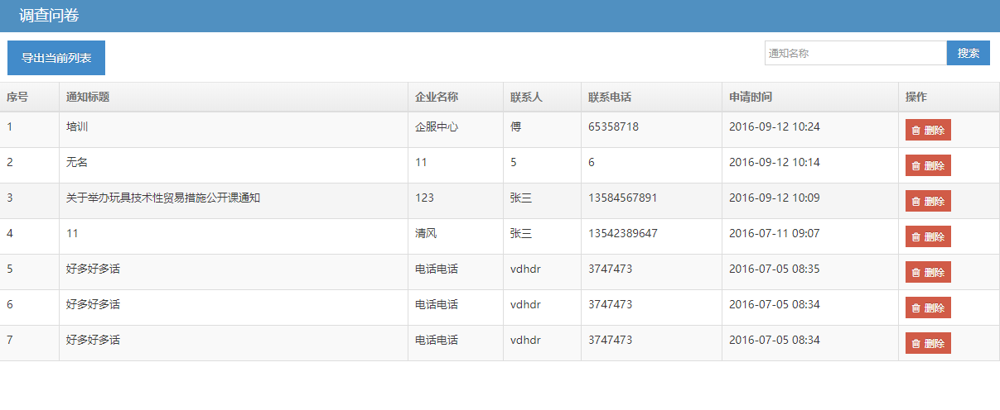 调查问卷
导出当前列表 通知名称 搜索
序号 通知标题 企业名称 联系人 联系电话 申请时间 操作
1 培训 企服中心 傅 65358718 2016-09-12 10:24 删除
2 无名 11 5 6 2016-09-12 10:14 删除
3 关于举办玩具技术性贸易措施公开课通知 123 张三 13584567891 2016-09-12 10:09 删除
4 11 清风 张三 13542389647 2016-07-11 09:07 删除
5 好多好多话 电话电话 vdhdr 3747473 2016-07-05 08:35 删除
6 好多好多话 电话电话 vdhdr 3747473 2016-07-05 08:34 删除
7 好多好多话 电话电话 vdhdr 3747473 2016-07-05 08:34 删除